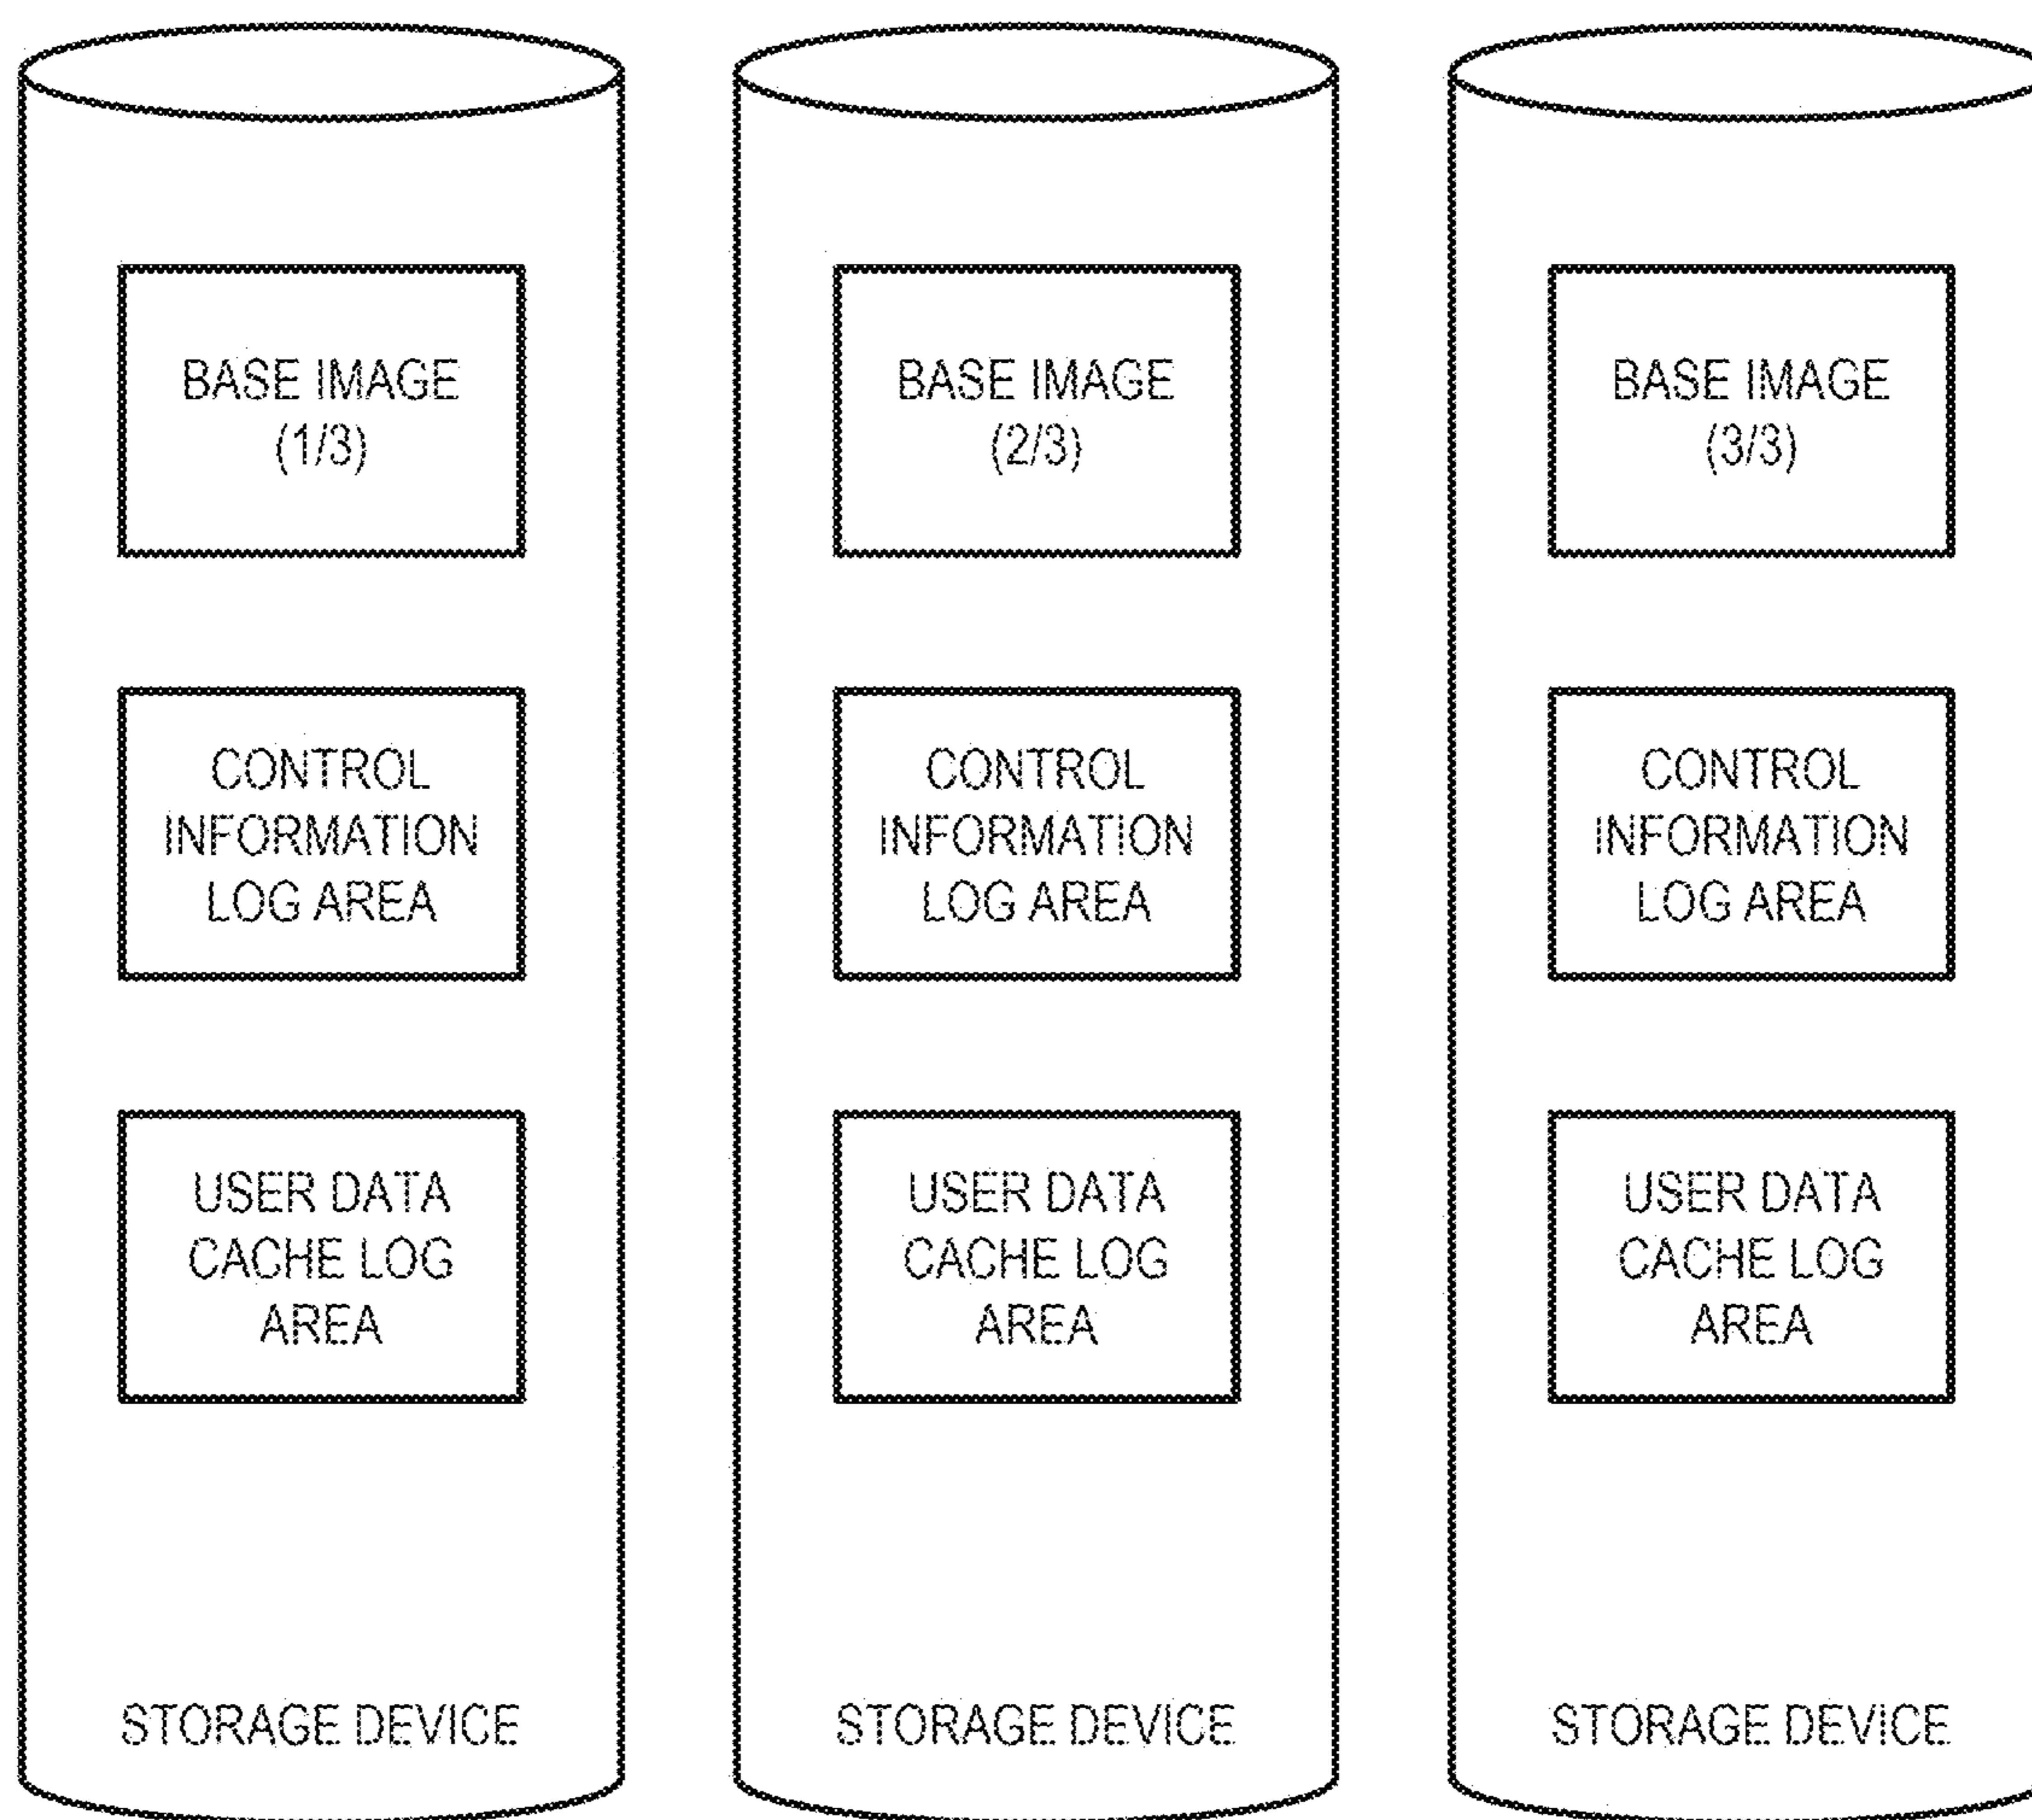 BASE IMAGE
(1/3)
CONTROL
INFORMATION
LOG AREA
USER DATA
CACHE LOG
AREA
STORAGE DEVICE
BASE IMAGE
(2/3)
CONTROL
INFORMATION
LOG AREA
USER DATA
CACHE LOG
AREA
STORAGE DEVICE
BASE IMAGE
(3/3)
CONTROL
INFORMATION
LOG AREA
USER DATA
CACHE LOG
AREA
STORAGE DEVICE